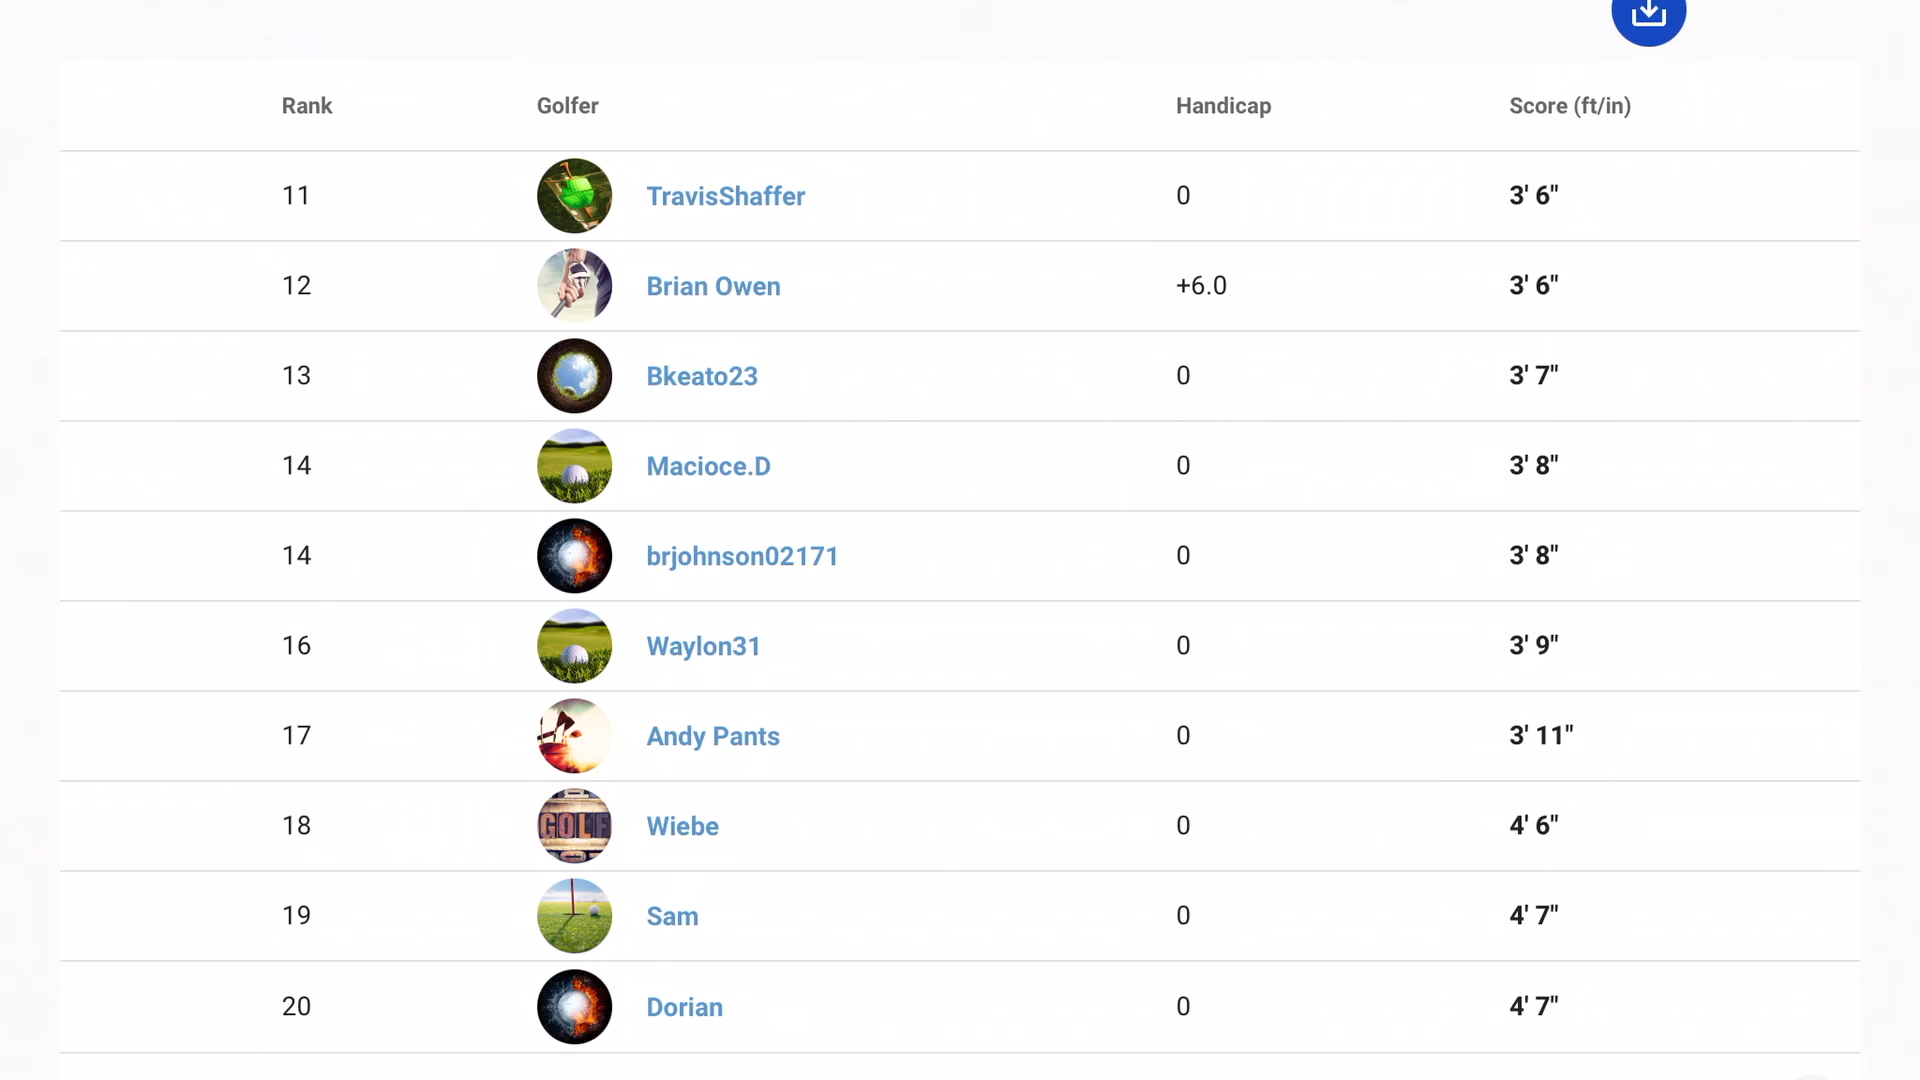 Rank Golfer Handicap Score (ft/in)
11 TravisShaffer 0 3' 6"
12 Brian Owen +6.0 3' 6"
13 Bkeato23 0 3' 7"
14 Macioce.D 0 3' 8"
14 brjohnson02171 0 3' 8"
16 Waylon31 0 3' 9"
17 Andy Pants 0 3' 11"
18 GOLF Wiebe 0 4' 6"
19 Sam 0 4' 7"
20 Dorian 0 4' 7"